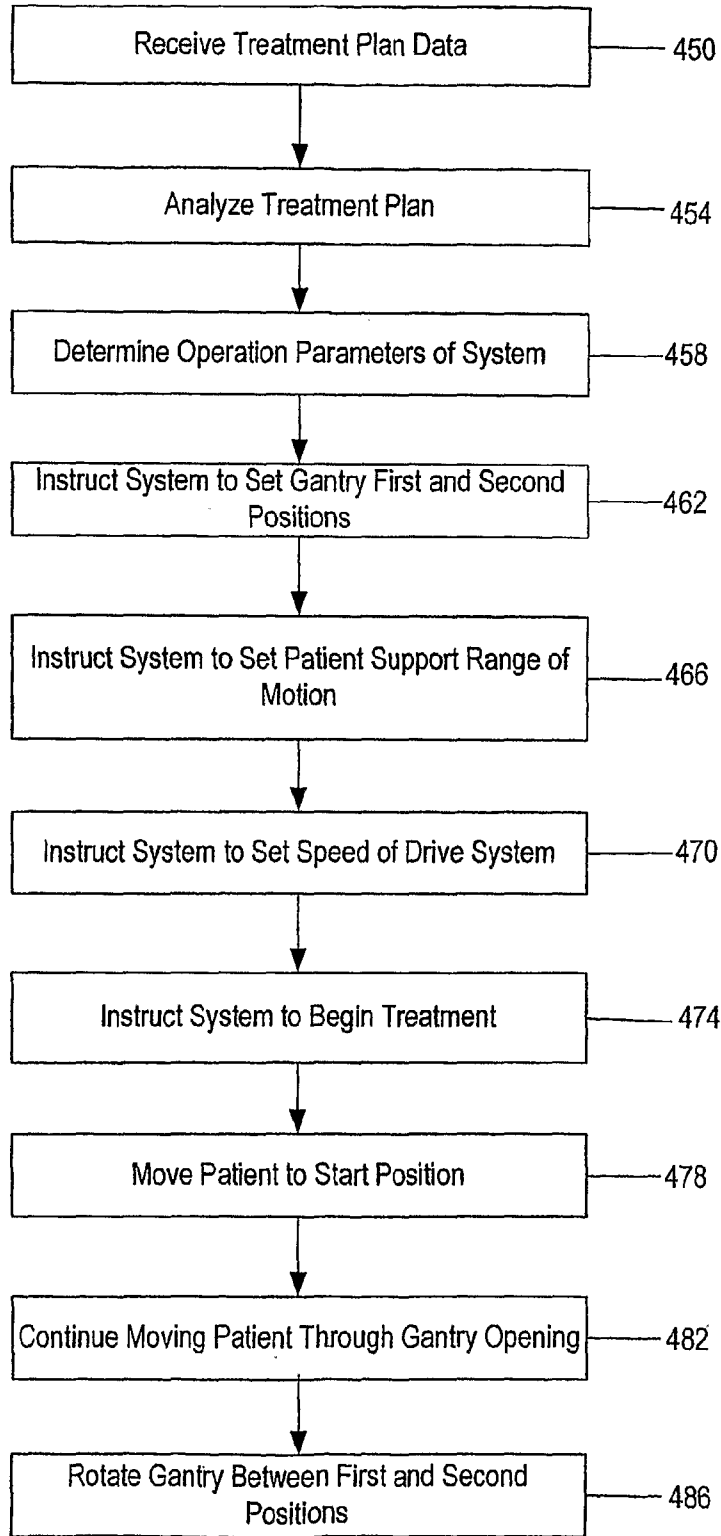 Receive Treatment Plan Data
450
Analyze Treatment Plan
454
Determine Operation Parameters of System
458
Instruct System to Set Gantry First and Second
Positions
462
Instruct System to Set Patient Support Range of
Motion
466
Instruct System to Set Speed of Drive System
470
Instruct System to Begin Treatment
474
Move Patient to Start Position
478
Continue Moving Patient Through Gantry Opening
482
Rotate Gantry Between First and Second
Positions
486